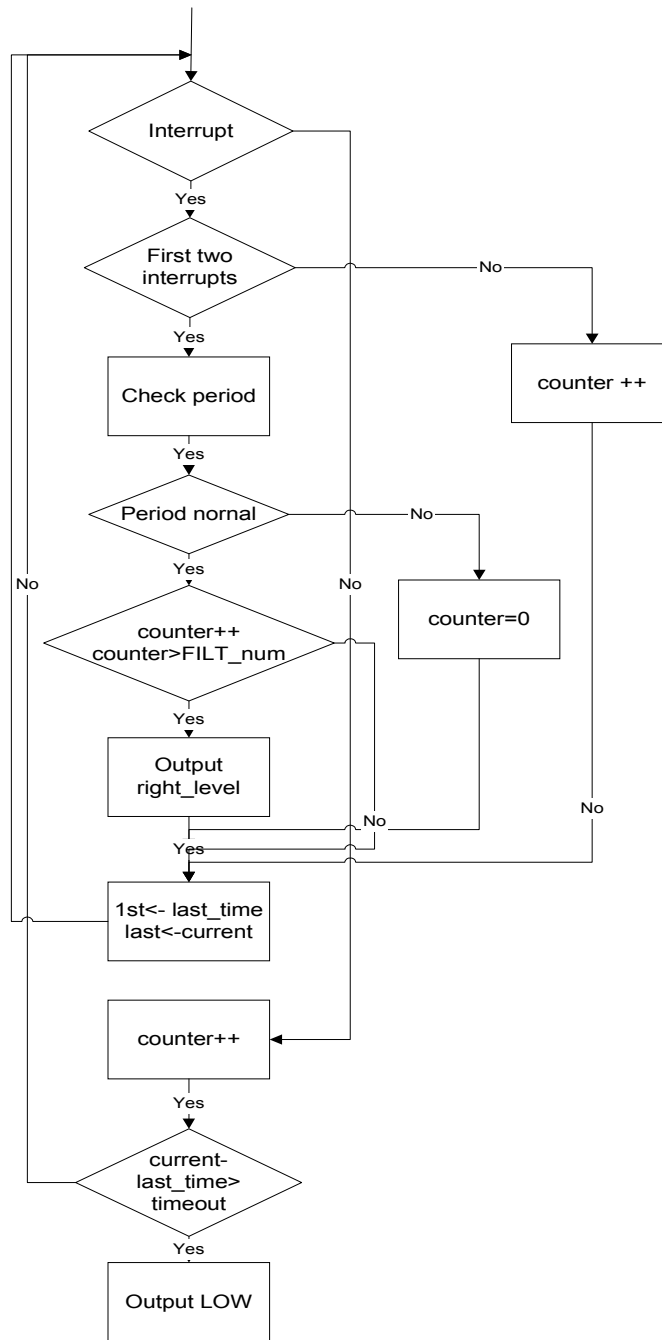 Interrupt
Yes
First two
interrupts
No
Yes
counter ++
Check period
Yes
Period nornal
No
Yes
No
No
counter=0
counter++
counter>FILT_num
Yes
Output
right_level
No
No
Yes
1st<- last_time
last<-current
counter++
Yes
current-
last_time>
timeout
Yes
Output LOW